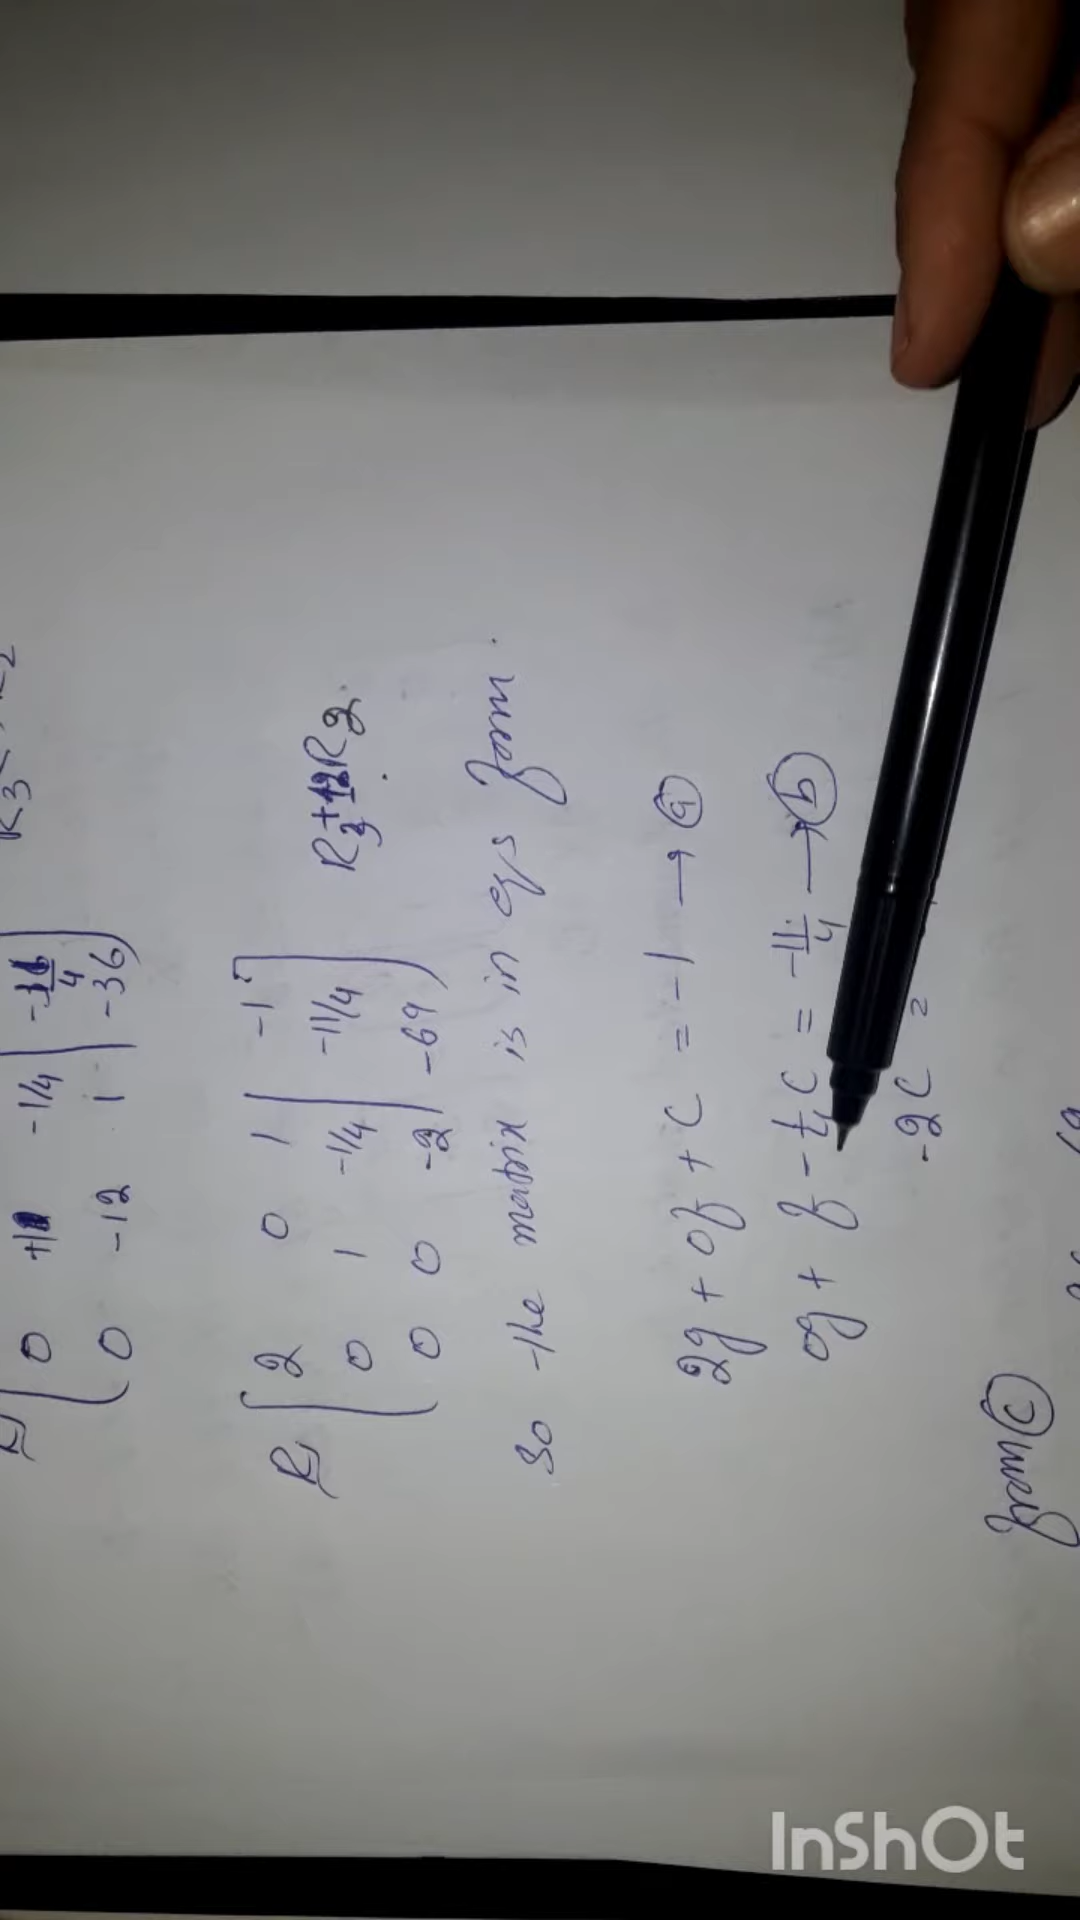 R3 , R2
0 -1/4 -11/4
0 -12 1 -36
R [ 2 0 1 | -1 ]
0 1 -1/4 | -11/4
0 0 -2 | -69
R3+12R2
So the matrix is in form.
2g + 0f + c = -1 → a
0g + f - 1/4 c = -11/4 → b
-2c =
from c
InShOt